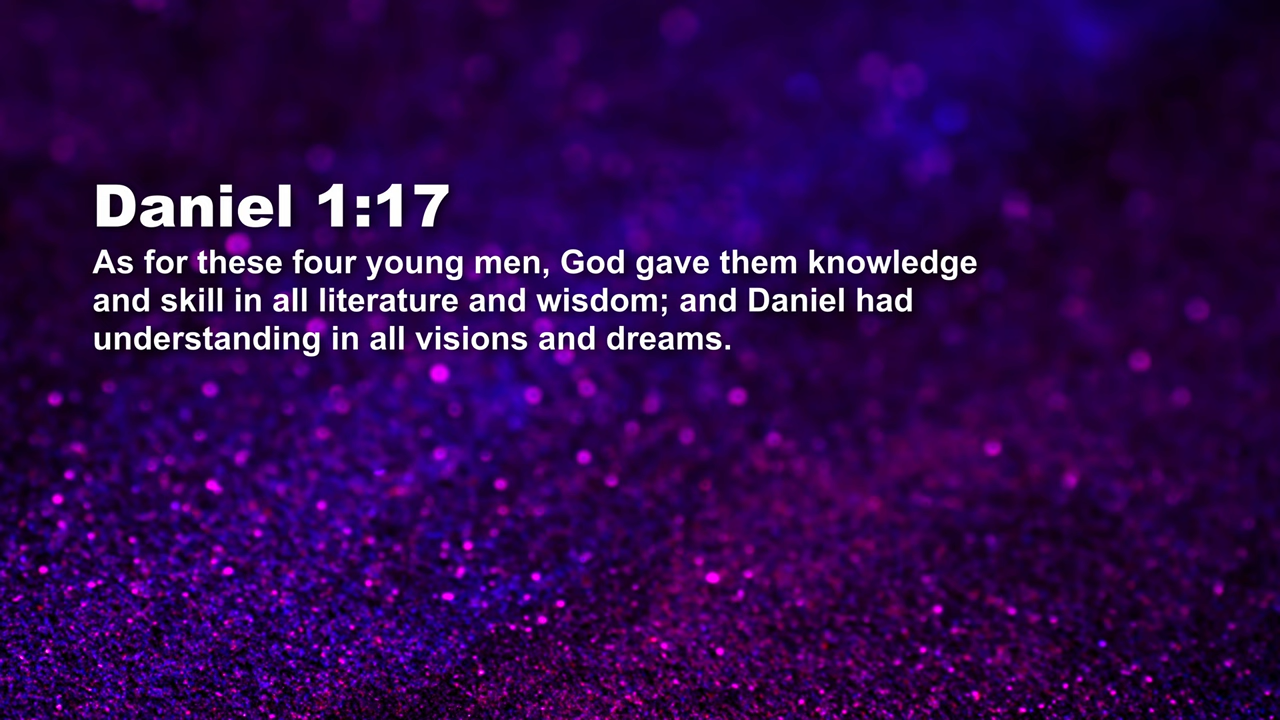 Daniel 1:17
As for these four young men, God gave them knowledge
and skill in all literature and wisdom; and Daniel had
understanding in all visions and dreams.